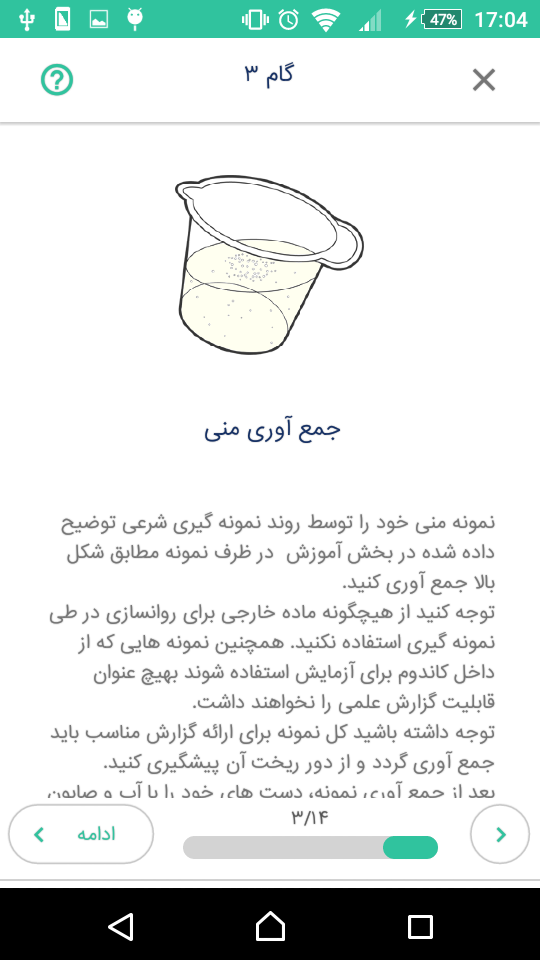 47% 17:04
گام ۳
جمع آوری منی
نمونه منی خود را توسط روند نمونه گیری شرعی توضیح
داده شده در بخش آموزش در ظرف نمونه مطابق شکل
بالا جمع آوری کنید.
توجه کنید از هیچگونه ماده خارجی برای روانسازی در طی
نمونه گیری استفاده نکنید. همچنین نمونه هایی که از
داخل کاندوم برای آزمایش استفاده شوند بهیچ عنوان
قابلیت گزارش علمی را نخواهند داشت.
توجه داشته باشید کل نمونه برای ارائه گزارش مناسب باید
جمع آوری گردد و از دور ریخت آن پیشگیری کنید.
بعد از جمع آوری نمونه، دست های خود را با آب و صابون
۳/۱۴
ادامه